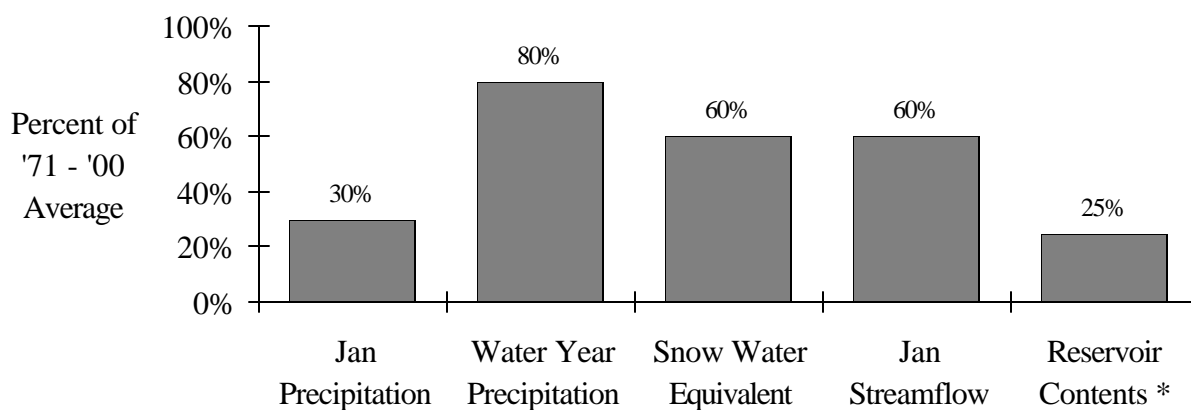 100%
80%
60%
40%
20%
0%
Percent of
'71 - '00
Average
30%
80%
60%
60%
25%
Jan
Precipitation
Water Year
Precipitation
Snow Water
Equivalent
Jan
Streamflow
Reservoir
Contents *